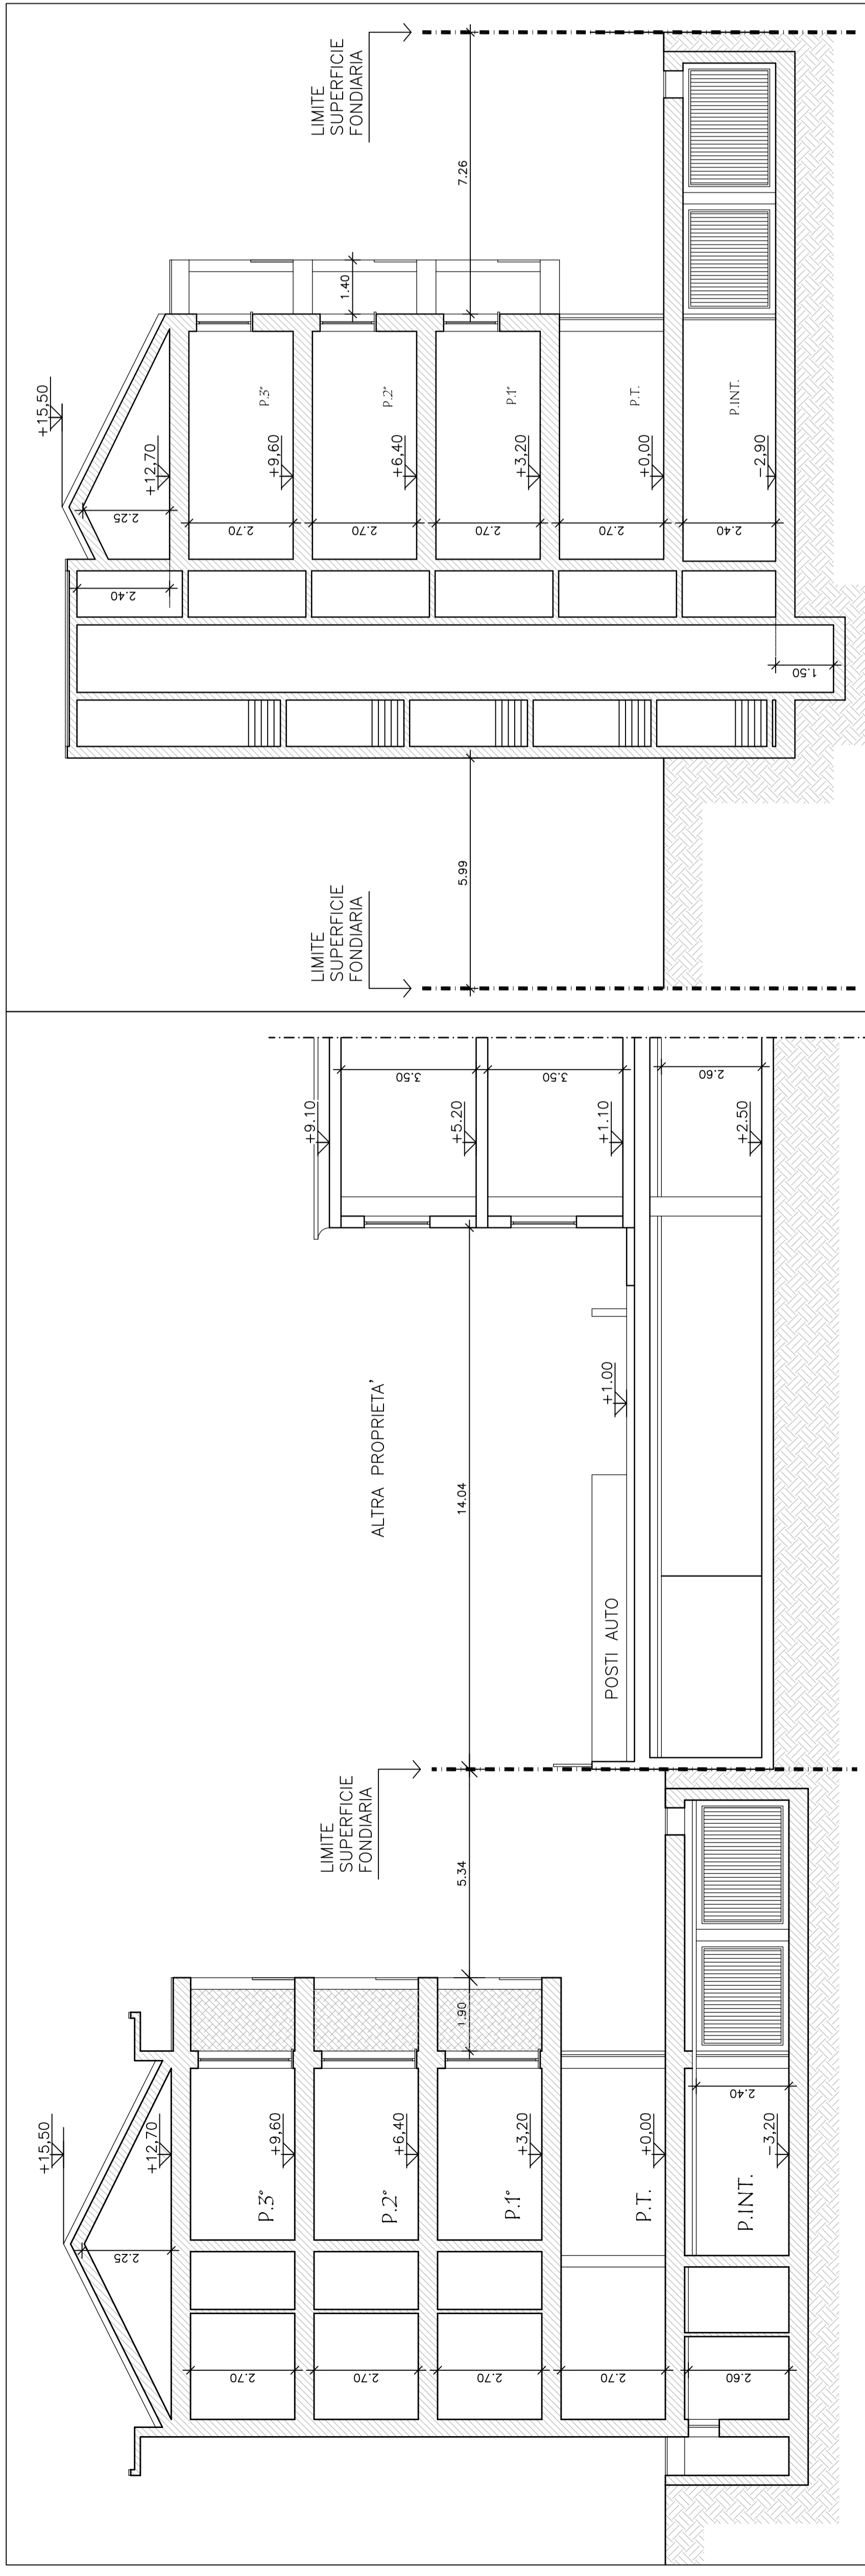 LIMITE
SUPERFICIE
FONDIARIA
LIMITE
SUPERFICIE
FONDIARIA
+15,50
+12,70
+9,60
+6,40
+3,20
+0,00
-2,90
P.3°
P.2°
P.1°
P.T.
P.INT.
2.25
2.40
2.70
2.70
2.70
2.70
2.40
1.50
5.99
1.40
7.26
LIMITE
SUPERFICIE
FONDIARIA
ALTRA PROPRIETA'
POSTI AUTO
+15,50
+12,70
+9,60
+6,40
+3,20
+0,00
-3,20
P.3°
P.2°
P.1°
P.T.
P.INT.
2.25
2.70
2.70
2.70
2.70
2.60
2.40
1.90
5.34
14.04
+9.10
+5.20
+1.10
+1.00
+2.50
3.50
3.50
2.60